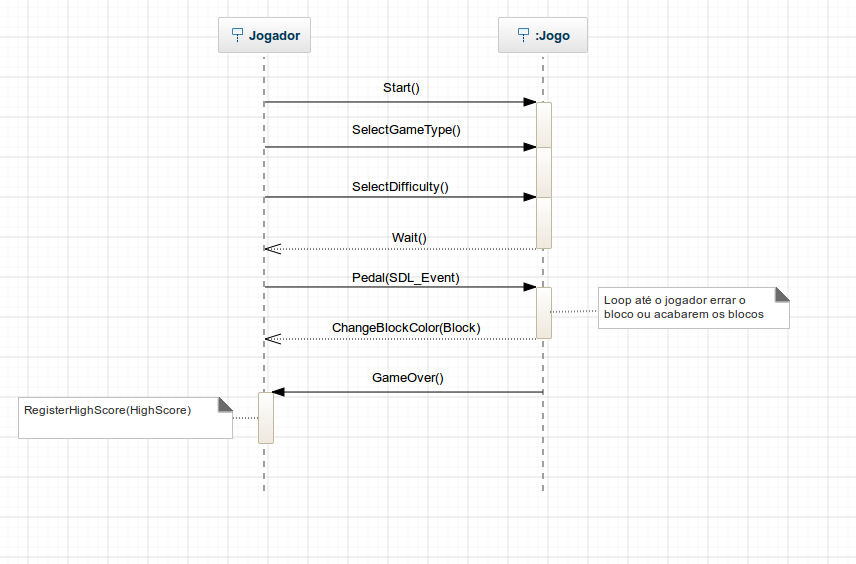 Jogador
:Jogo
Start()
SelectGameType()
SelectDifficulty()
Wait()
Pedal(SDL_Event)
Loop até o jogador errar o
bloco ou acabarem os blocos
ChangeBlockColor(Block)
GameOver()
RegisterHighScore(HighScore)